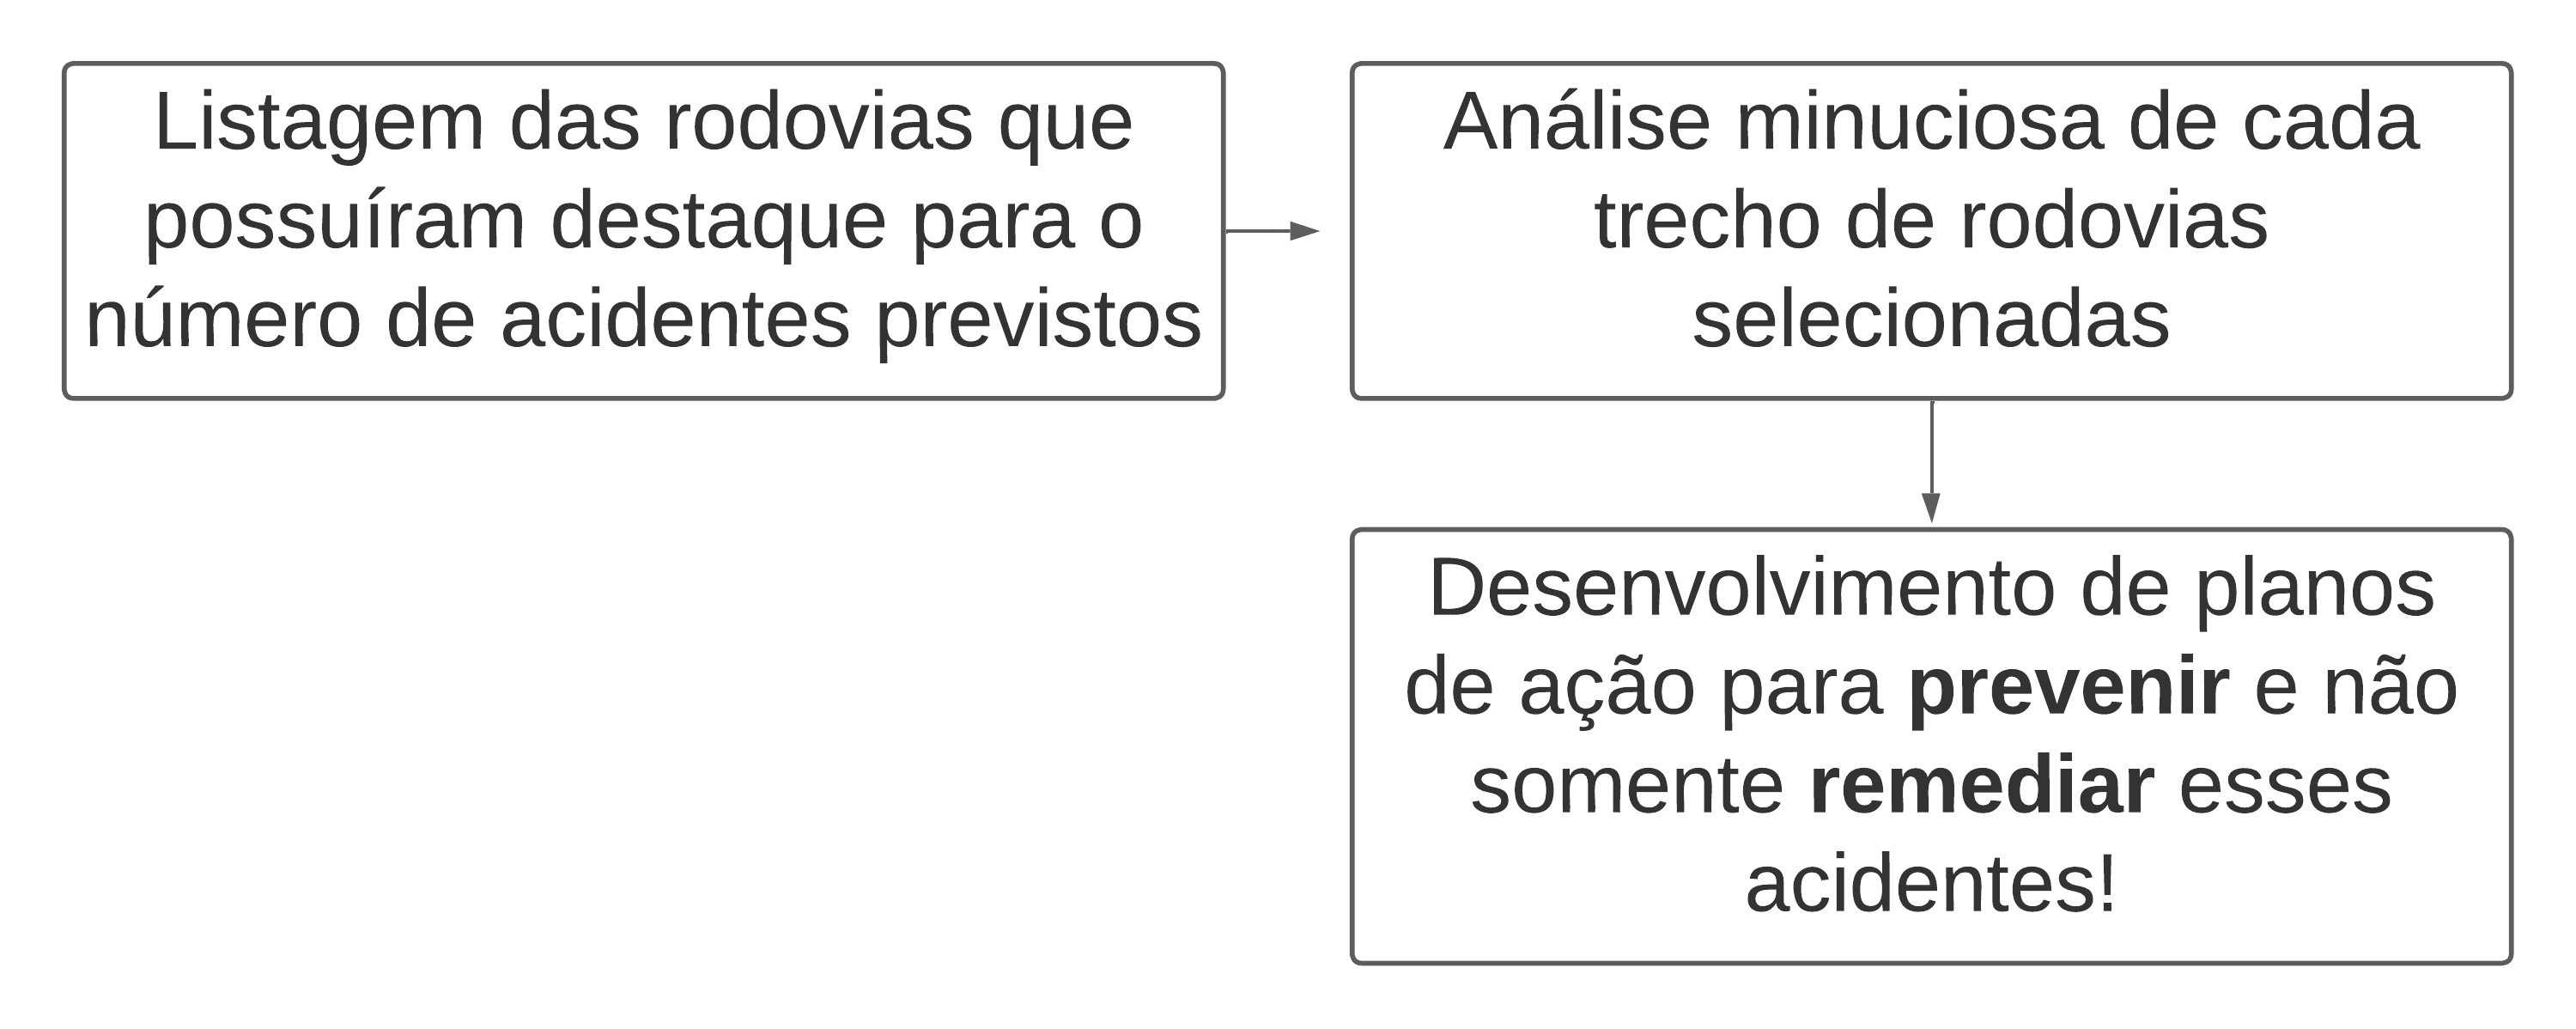 Listagem das rodovias que
possuíram destaque para o
número de acidentes previstos
Análise minuciosa de cada
trecho de rodovias
selecionadas
Desenvolvimento de planos
de ação para prevenir e não
somente remediar esses
acidentes!